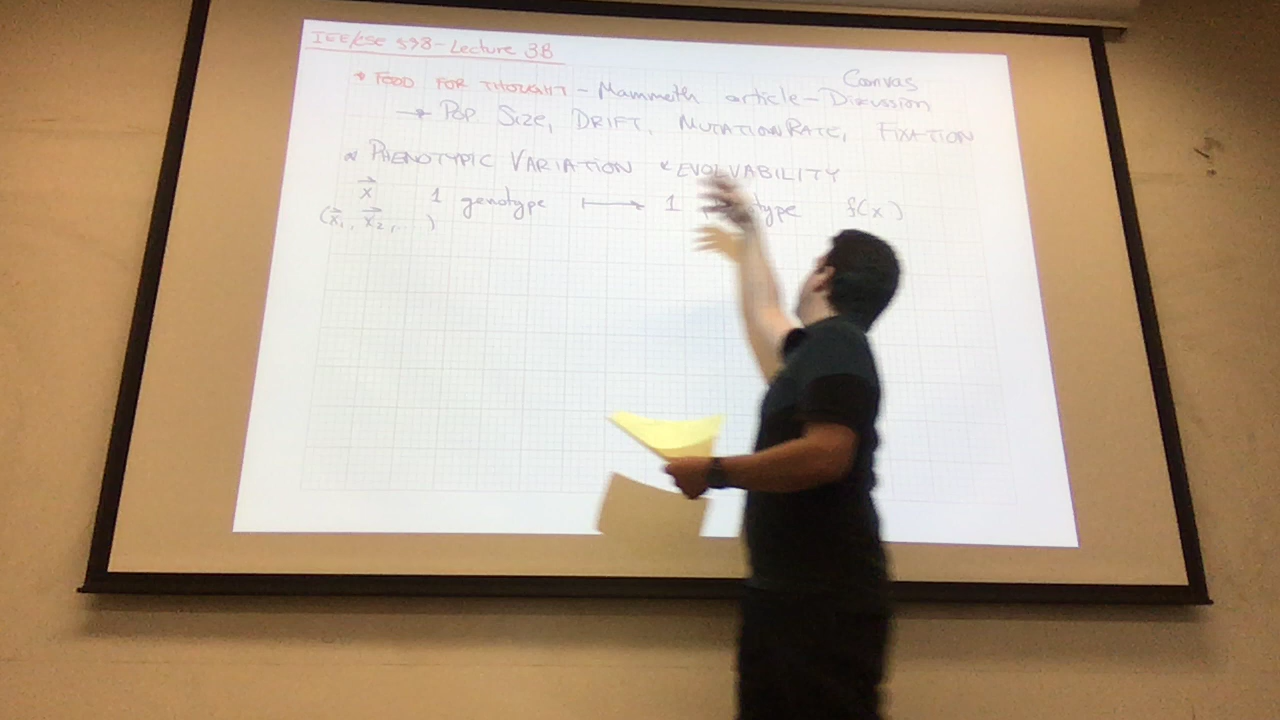 IEE/CSE 598 - Lecture 3B
Canvas
* FOOD FOR THOUGHT - Mammoth article - Discussion
→ POP SIZE, DRIFT, MUTATION RATE, FIXATION
PHENOTYPIC VARIATION & EVOLVABILITY
x⃗ 1 genotype ⟼ 1 type f(x)
(x⃗₁, x⃗₂, ... )